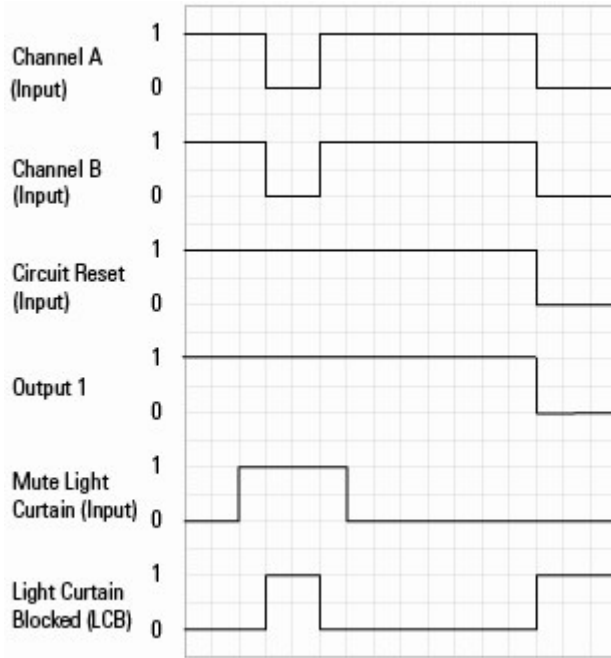 1
Channel A
(Input)
0
1
Channel B
(Input)
0
1
Circuit Reset
(Input)
0
1
Output 1
0
1
Mute Light
Curtain (Input)
0
1
Light Curtain
Blocked (LCB)
0